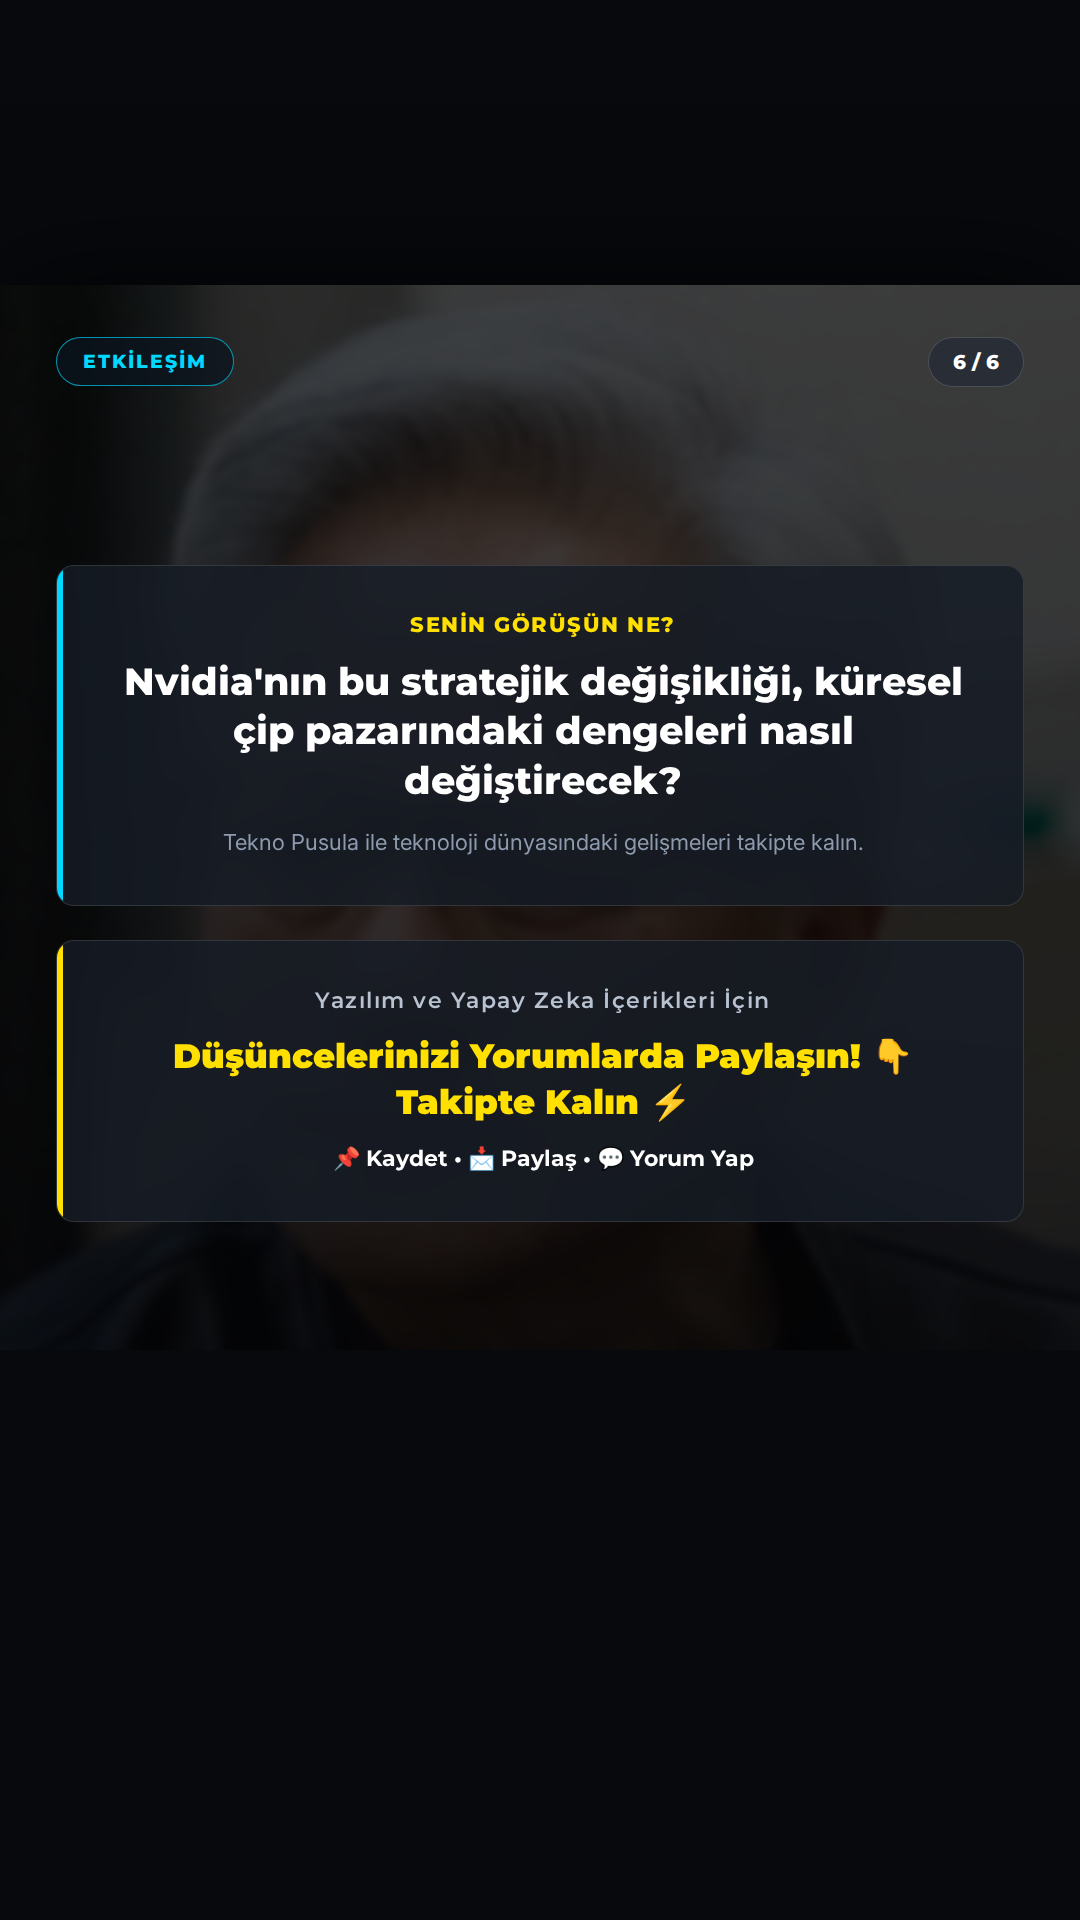 ETKİLEŞİM
6 / 6
SENİN GÖRÜŞÜN NE?
Nvidia'nın bu stratejik değişikliği, küresel
çip pazarındaki dengeleri nasıl
değiştirecek?
Tekno Pusula ile teknoloji dünyasındaki gelişmeleri takipte kalın.
Yazılım ve Yapay Zeka İçerikleri İçin
Düşüncelerinizi Yorumlarda Paylaşın! 👇
Takipte Kalın ⚡
📌 Kaydet • 📩 Paylaş • 💬 Yorum Yap